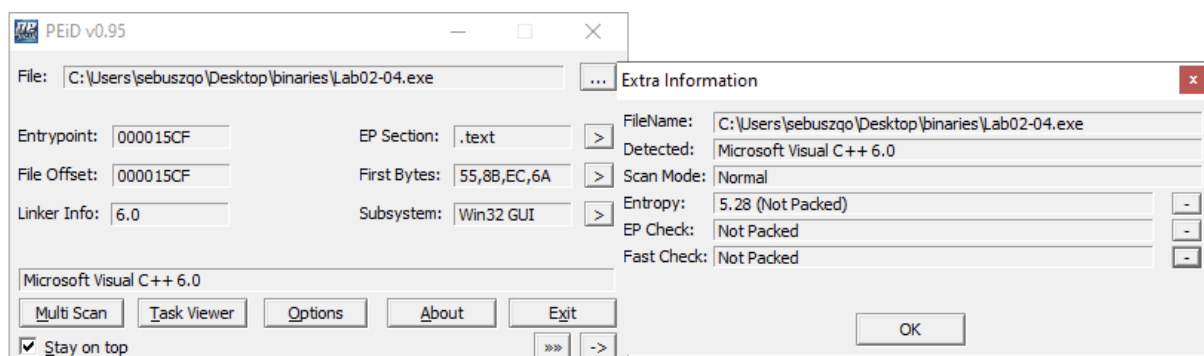 PEiD v0.95
File: C:\Users\sebuszqo\Desktop\binaries\Lab02-04.exe ...
Entrypoint: 000015CF EP Section: .text >
File Offset: 000015CF First Bytes: 55,8B,EC,6A >
Linker Info: 6.0 Subsystem: Win32 GUI >
Microsoft Visual C++ 6.0
Multi Scan Task Viewer Options About Exit
Stay on top »» ->
Extra Information x
FileName: C:\Users\sebuszqo\Desktop\binaries\Lab02-04.exe
Detected: Microsoft Visual C++ 6.0
Scan Mode: Normal
Entropy: 5.28 (Not Packed) -
EP Check: Not Packed -
Fast Check: Not Packed -
OK